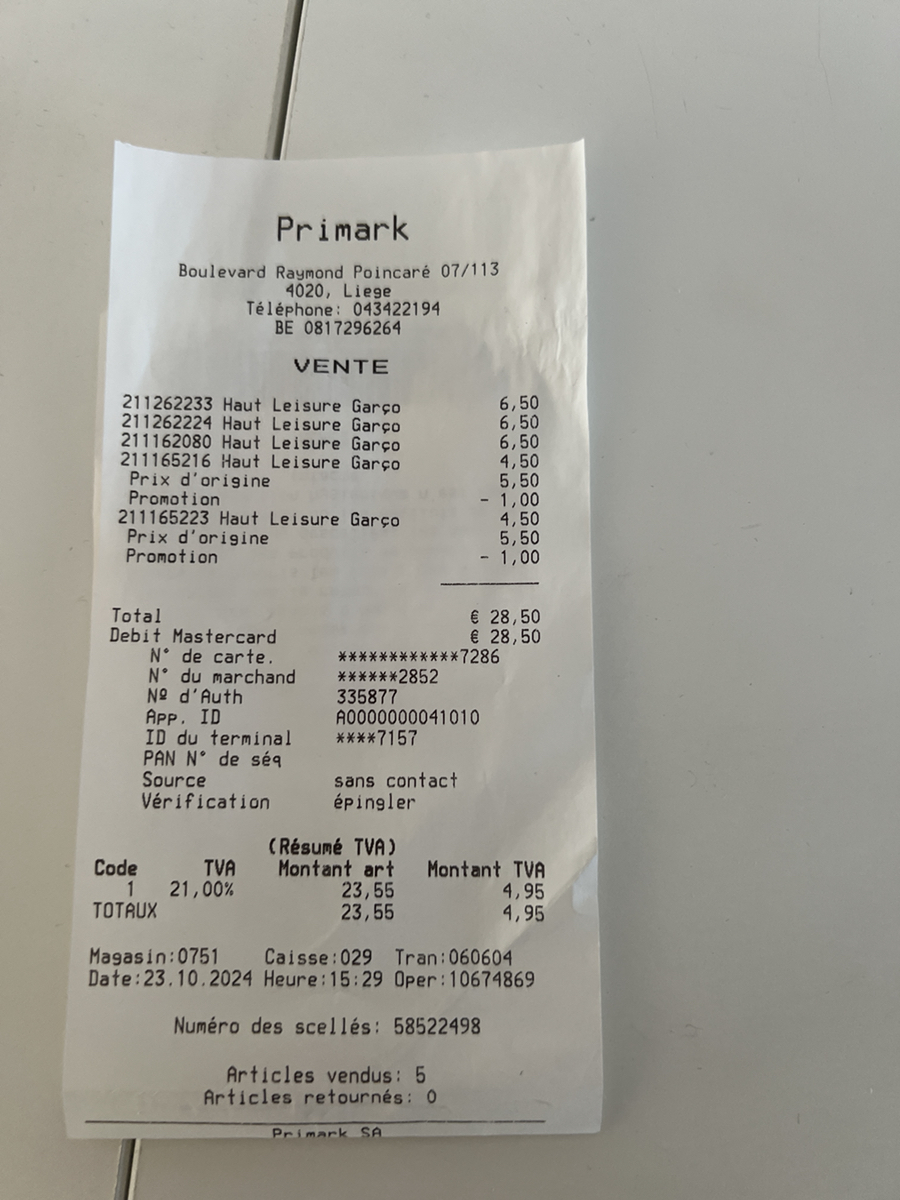 Primark
Boulevard Raymond Poincaré 07/113
4020, Liege
Téléphone: 043422194
BE 0817296264
VENTE
211262233 Haut Leisure Garço 6,50
211262224 Haut Leisure Garço 6,50
211162080 Haut Leisure Garço 6,50
211165216 Haut Leisure Garço 4,50
Prix d'origine 5,50
Promotion - 1,00
211165223 Haut Leisure Garço 4,50
Prix d'origine 5,50
Promotion - 1,00
Total € 28,50
Debit Mastercard € 28,50
N° de carte. ************7286
N° du marchand ******2852
Nº d'Auth 335877
App. ID A0000000041010
ID du terminal ****7157
PAN N° de séq
Source sans contact
Vérification épingler
(Résumé TVA)
Code TVA Montant art Montant TVA
1 21,00% 23,55 4,95
TOTAUX 23,55 4,95
Magasin:0751 Caisse:029 Tran:060604
Date:23.10.2024 Heure:15:29 Oper:10674869
Numéro des scellés: 58522498
Articles vendus: 5
Articles retournés: 0
Primark SA